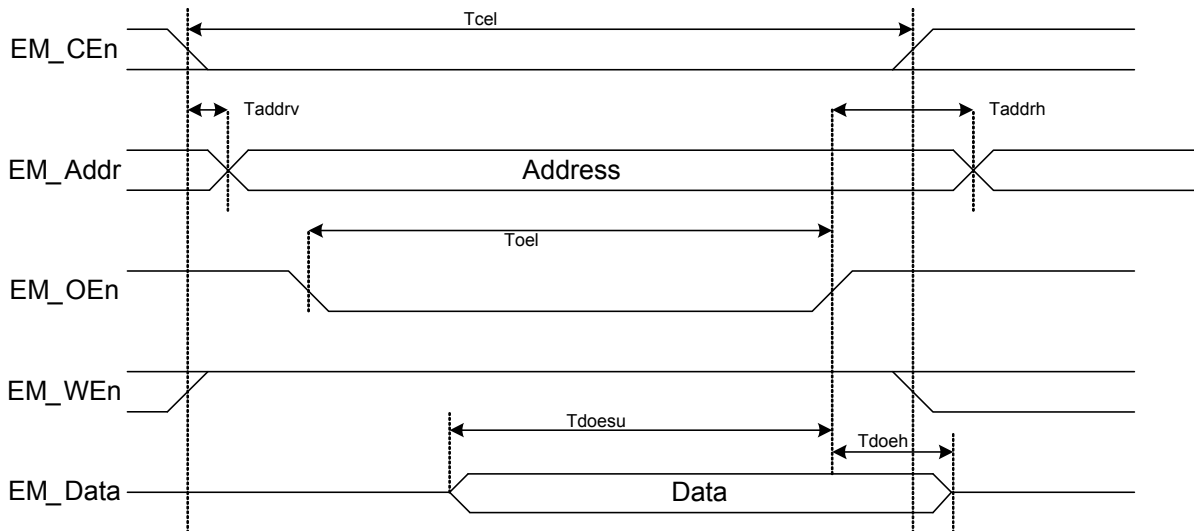 Tcel
EM_CEn
Taddrv
Taddrh
EM_Addr
Address
Toel
EM_OEn
EM_WEn
Tdoesu
Tdoeh
EM_Data
Data